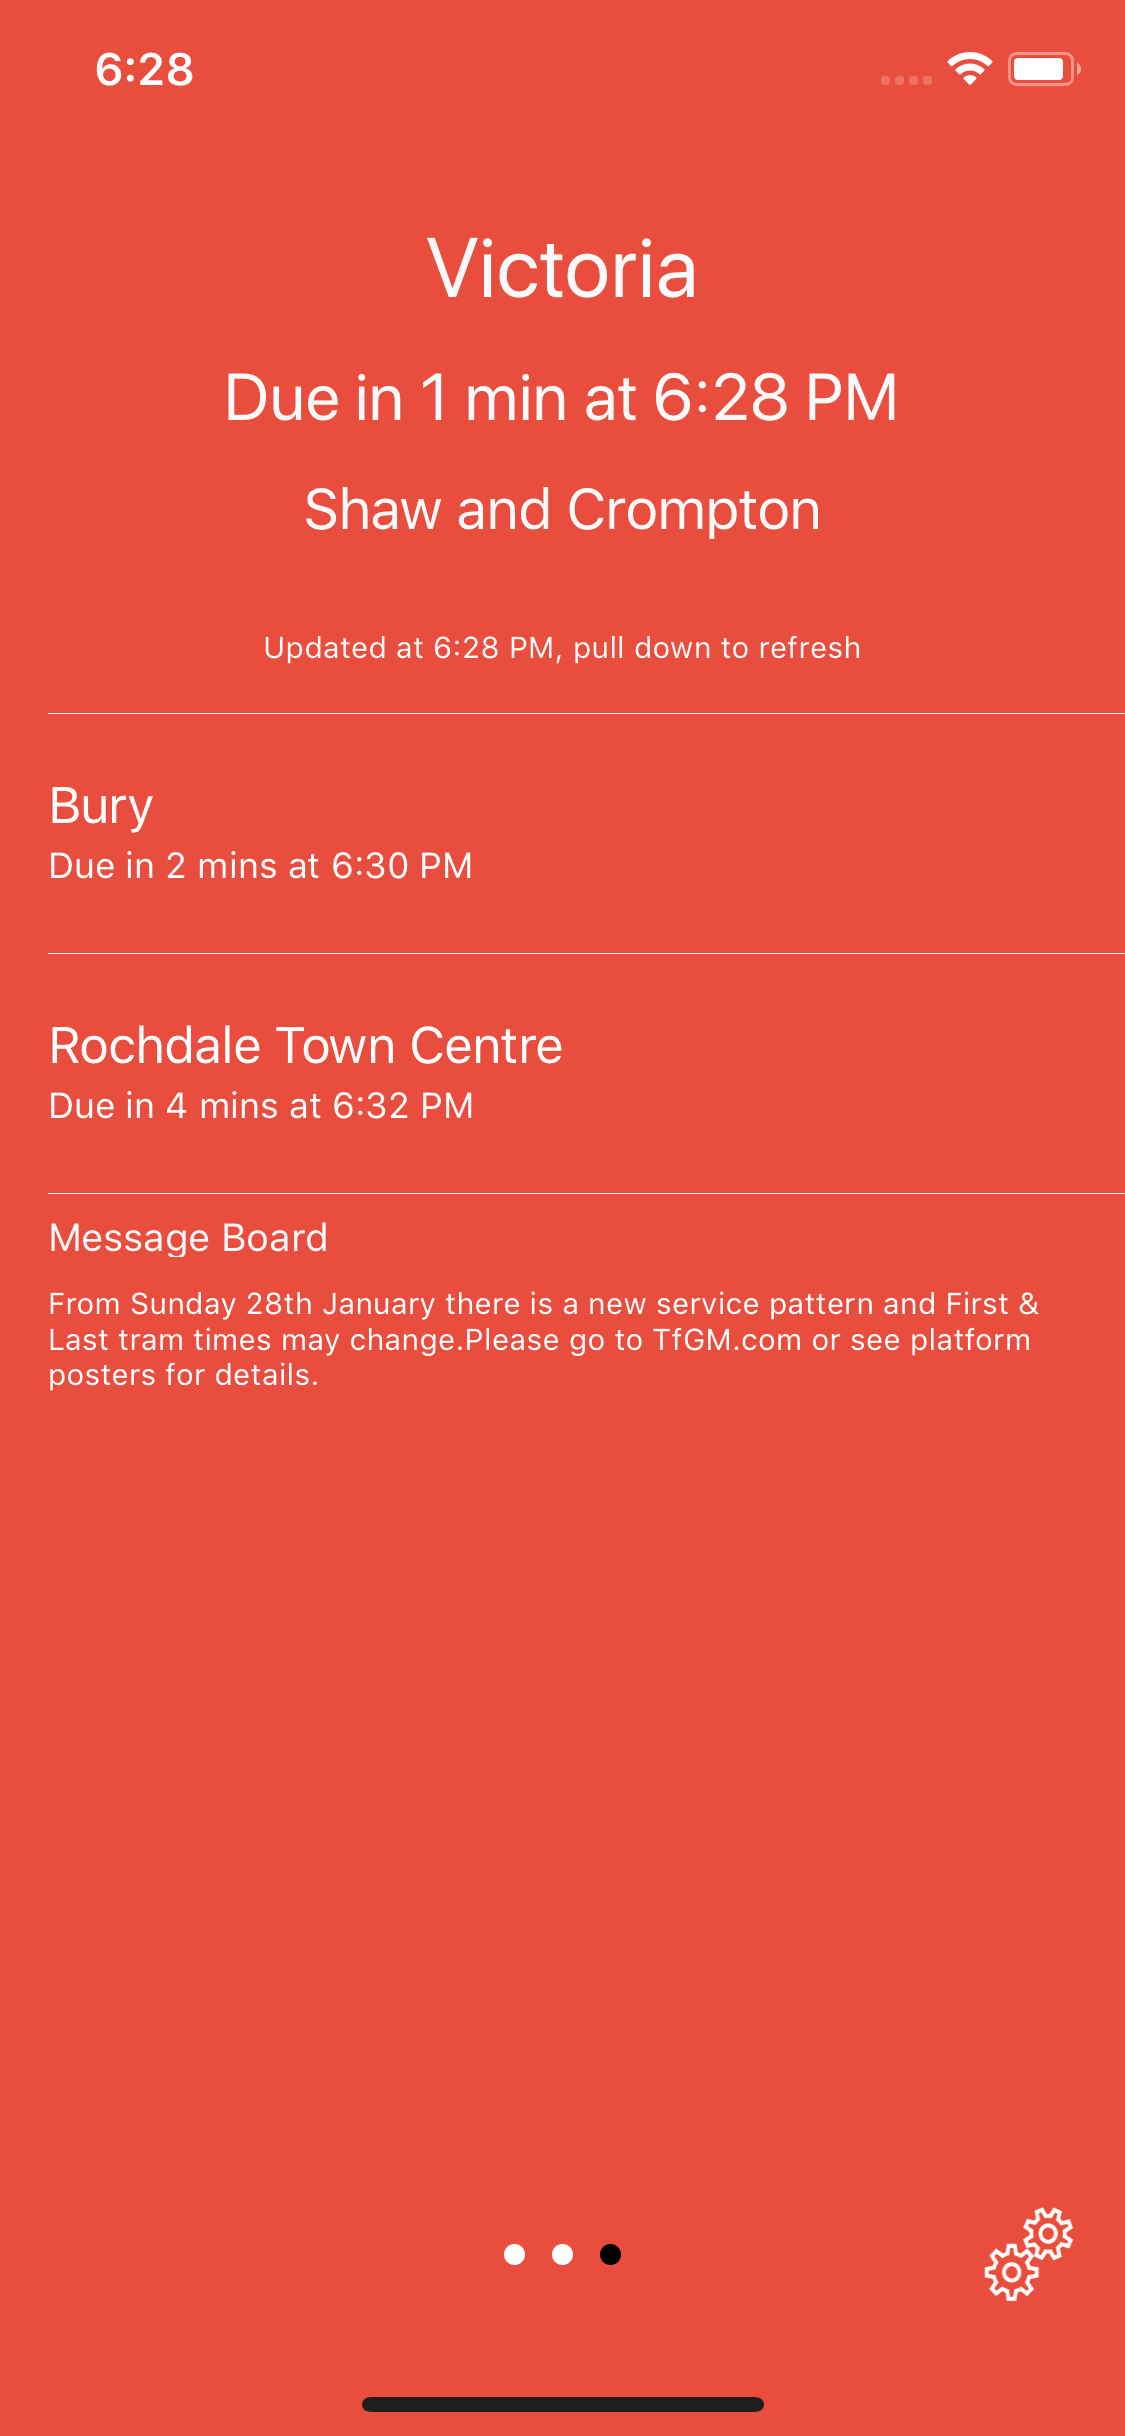 6:28
Victoria
Due in 1 min at 6:28 PM
Shaw and Crompton
Updated at 6:28 PM, pull down to refresh
Bury
Due in 2 mins at 6:30 PM
Rochdale Town Centre
Due in 4 mins at 6:32 PM
Message Board
From Sunday 28th January there is a new service pattern and First &
Last tram times may change.Please go to TfGM.com or see platform
posters for details.